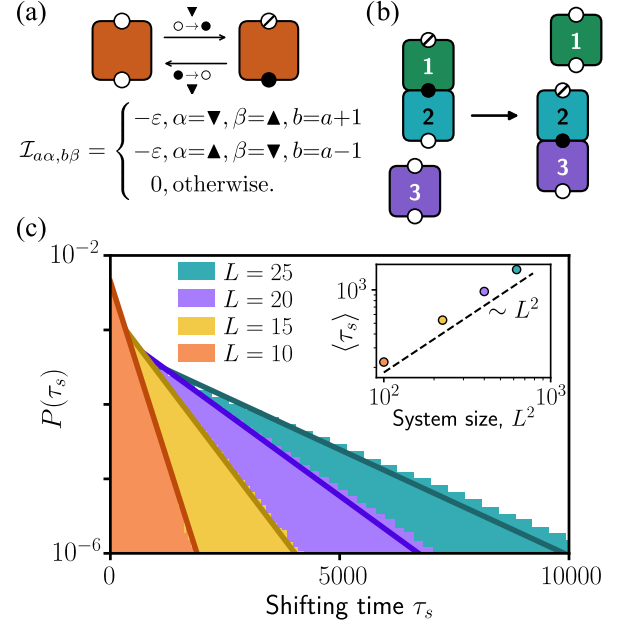 (a)
▼
○→●
●→○
▼
𝓘_{aα,bβ} = { −ε, α=▼, β=▲, b=a+1
−ε, α=▲, β=▼, b=a−1
0, otherwise.
(b)
1
2
3
1
2
3
(c)
10^{-2}
10^{-6}
P(τ_s)
L = 25
L = 20
L = 15
L = 10
0
5000
10000
Shifting time τ_s
⟨τ_s⟩
10^3
~ L^2
10^2
10^3
System size, L^2